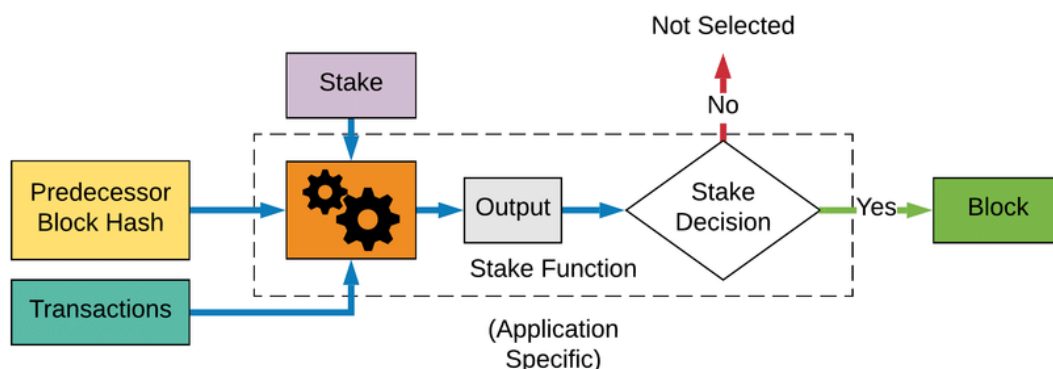 Not Selected
Stake
No
Predecessor
Block Hash
Output
Stake
Decision
Yes
Block
Stake Function
Transactions
(Application
Specific)